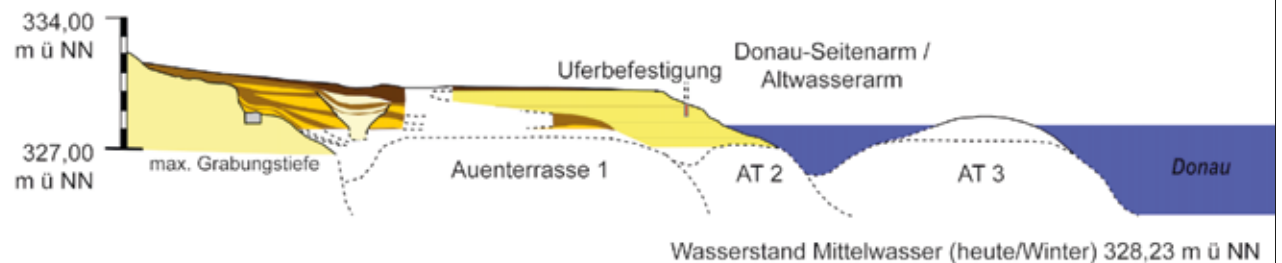 334,00
m ü NN
Donau-Seitenarm /
Altwasserarm
Uferbefestigung
327,00
m ü NN
max. Grabungstiefe
Auenterrasse 1
AT 2
AT 3
Donau
Wasserstand Mittelwasser (heute/Winter) 328,23 m ü NN